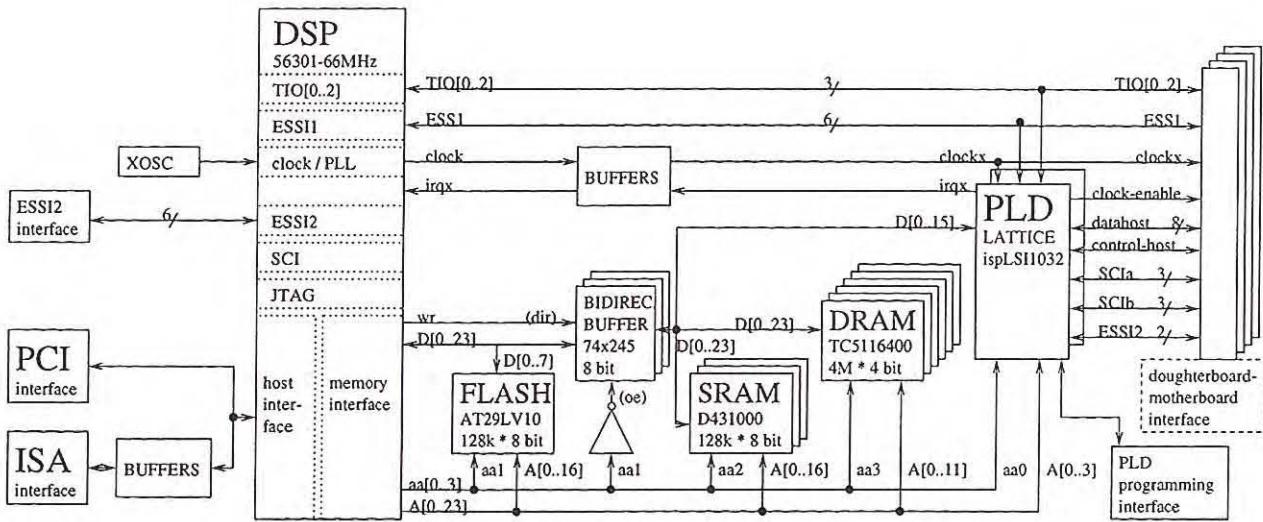 DSP
56301-66MHz
TIO[0..2]
ESSI1
clock / PLL
ESSI2
SCI
JTAG
host
inter-
face
memory
interface
XOSC
ESSI2
interface
6/
PCI
interface
ISA
interface
BUFFERS
TIO[0..2]
3/
TIO[0..2]
ESS1
6/
ESS1
clock
clockx
clockx
BUFFERS
irqx
irqx
clock-enable
PLD
LATTICE
ispLSI1032
D[0..15]
datahost
8/
control-host
SCIa
3/
SCIb
3/
ESSI2
2/
wr
(dir)
BIDIREC
BUFFER
74x245
8 bit
D[0..23]
D[0..23]
D[0..23]
DRAM
TC5116400
4M * 4 bit
D[0..7]
FLASH
AT29LV10
128k * 8 bit
(oe)
SRAM
D431000
128k * 8 bit
doughterboard-
motherboard
interface
PLD
programming
interface
aa1
A[0..16]
aa1
aa2
A[0..16]
aa3
A[0..11]
aa0
A[0..3]
aa[0..3]
A[0..23]